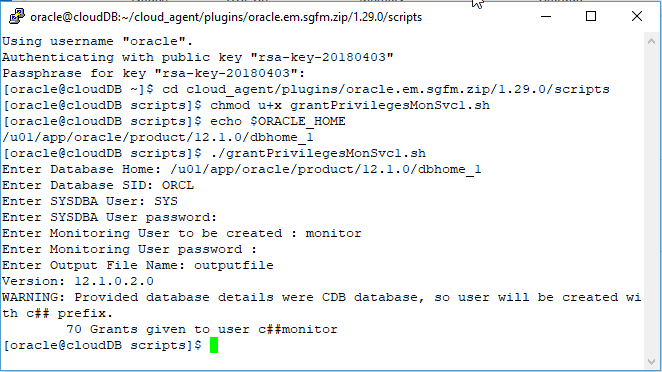 oracle@cloudDB:~/cloud_agent/plugins/oracle.em.sgfm.zip/1.29.0/scripts
Using username "oracle".
Authenticating with public key "rsa-key-20180403"
Passphrase for key "rsa-key-20180403":
[oracle@cloudDB ~]$ cd cloud_agent/plugins/oracle.em.sgfm.zip/1.29.0/scripts
[oracle@cloudDB scripts]$ chmod u+x grantPrivilegesMonSvc1.sh
[oracle@cloudDB scripts]$ echo $ORACLE_HOME
/u01/app/oracle/product/12.1.0/dbhome_1
[oracle@cloudDB scripts]$ ./grantPrivilegesMonSvc1.sh
Enter Database Home: /u01/app/oracle/product/12.1.0/dbhome_1
Enter Database SID: ORCL
Enter SYSDBA User: SYS
Enter SYSDBA User password:
Enter Monitoring User to be created : monitor
Enter Monitoring User password :
Enter Output File Name: outputfile
Version: 12.1.0.2.0
WARNING: Provided database details were CDB database, so user will be created wi
th c## prefix.
        70 Grants given to user c##monitor
[oracle@cloudDB scripts]$